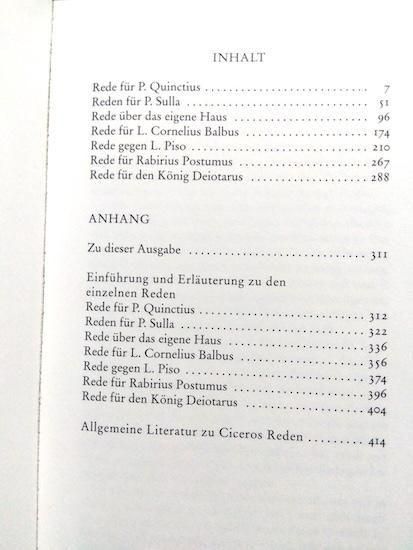 INHALT
Rede für P. Quinctius . . . . . . . . . . . . . . . . . . . . . . . . . 7
Reden für P. Sulla . . . . . . . . . . . . . . . . . . . . . . . . . 51
Rede über das eigene Haus . . . . . . . . . . . . . . . . . . 96
Rede für L. Cornelius Balbus . . . . . . . . . . . . . . . . 174
Rede gegen L. Piso . . . . . . . . . . . . . . . . . . . . . . . 210
Rede für Rabirius Postumus . . . . . . . . . . . . . . . . . 267
Rede für den König Deiotarus . . . . . . . . . . . . . . . 288
ANHANG
Zu dieser Ausgabe . . . . . . . . . . . . . . . . . . . . . . . 311
Einführung und Erläuterung zu den
einzelnen Reden
Rede für P. Quinctius . . . . . . . . . . . . . . . . . . . . . 312
Reden für P. Sulla . . . . . . . . . . . . . . . . . . . . . . . . 322
Rede über das eigene Haus . . . . . . . . . . . . . . . . . 336
Rede für L. Cornelius Balbus . . . . . . . . . . . . . . . . 356
Rede gegen L. Piso . . . . . . . . . . . . . . . . . . . . . . . 374
Rede für Rabirius Postumus . . . . . . . . . . . . . . . . . 396
Rede für den König Deiotarus . . . . . . . . . . . . . . . 404
Allgemeine Literatur zu Ciceros Reden . . . . . . . . 414